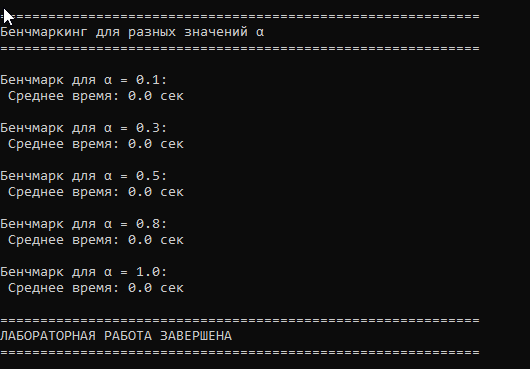 ============================================================
Бенчмаркинг для разных значений α
============================================================
Бенчмарк для α = 0.1:
Среднее время: 0.0 сек
Бенчмарк для α = 0.3:
Среднее время: 0.0 сек
Бенчмарк для α = 0.5:
Среднее время: 0.0 сек
Бенчмарк для α = 0.8:
Среднее время: 0.0 сек
Бенчмарк для α = 1.0:
Среднее время: 0.0 сек
============================================================
ЛАБОРАТОРНАЯ РАБОТА ЗАВЕРШЕНА
============================================================